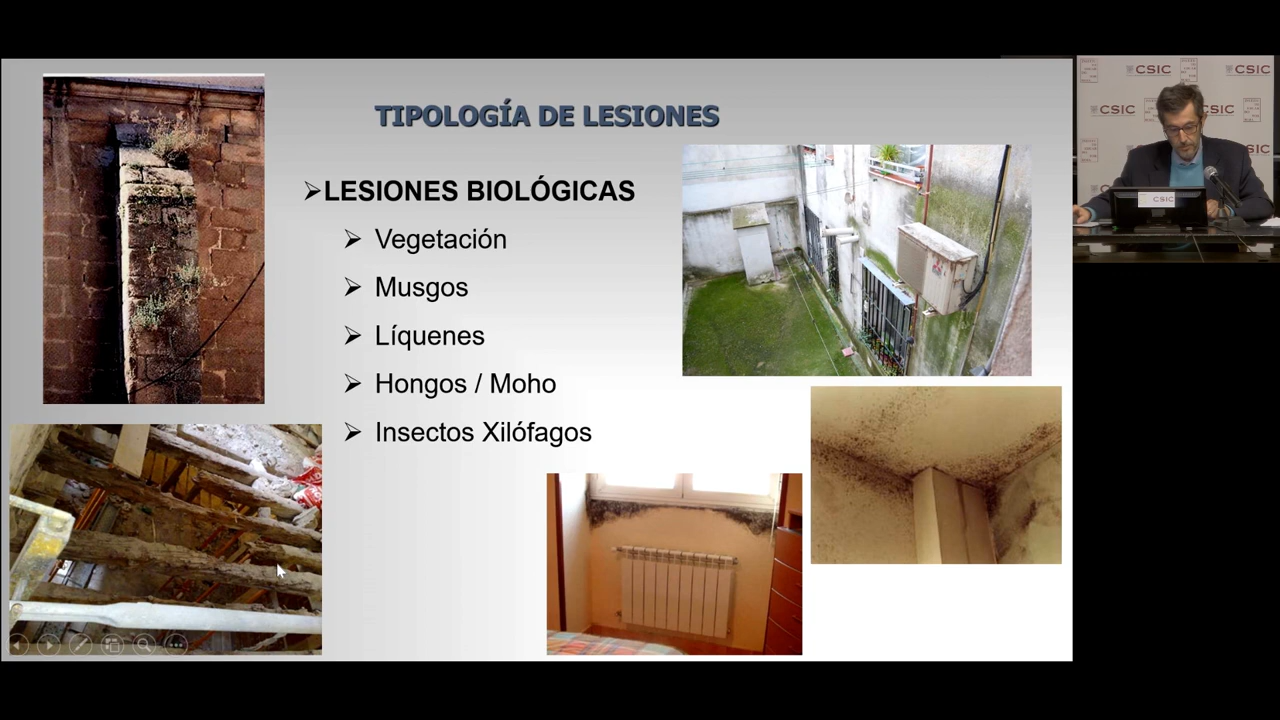 TIPOLOGÍA DE LESIONES
➢LESIONES BIOLÓGICAS
➢ Vegetación
➢ Musgos
➢ Líquenes
➢ Hongos / Moho
➢ Insectos Xilófagos
CSIC
CSIC
CSIC
CSIC
CSIC